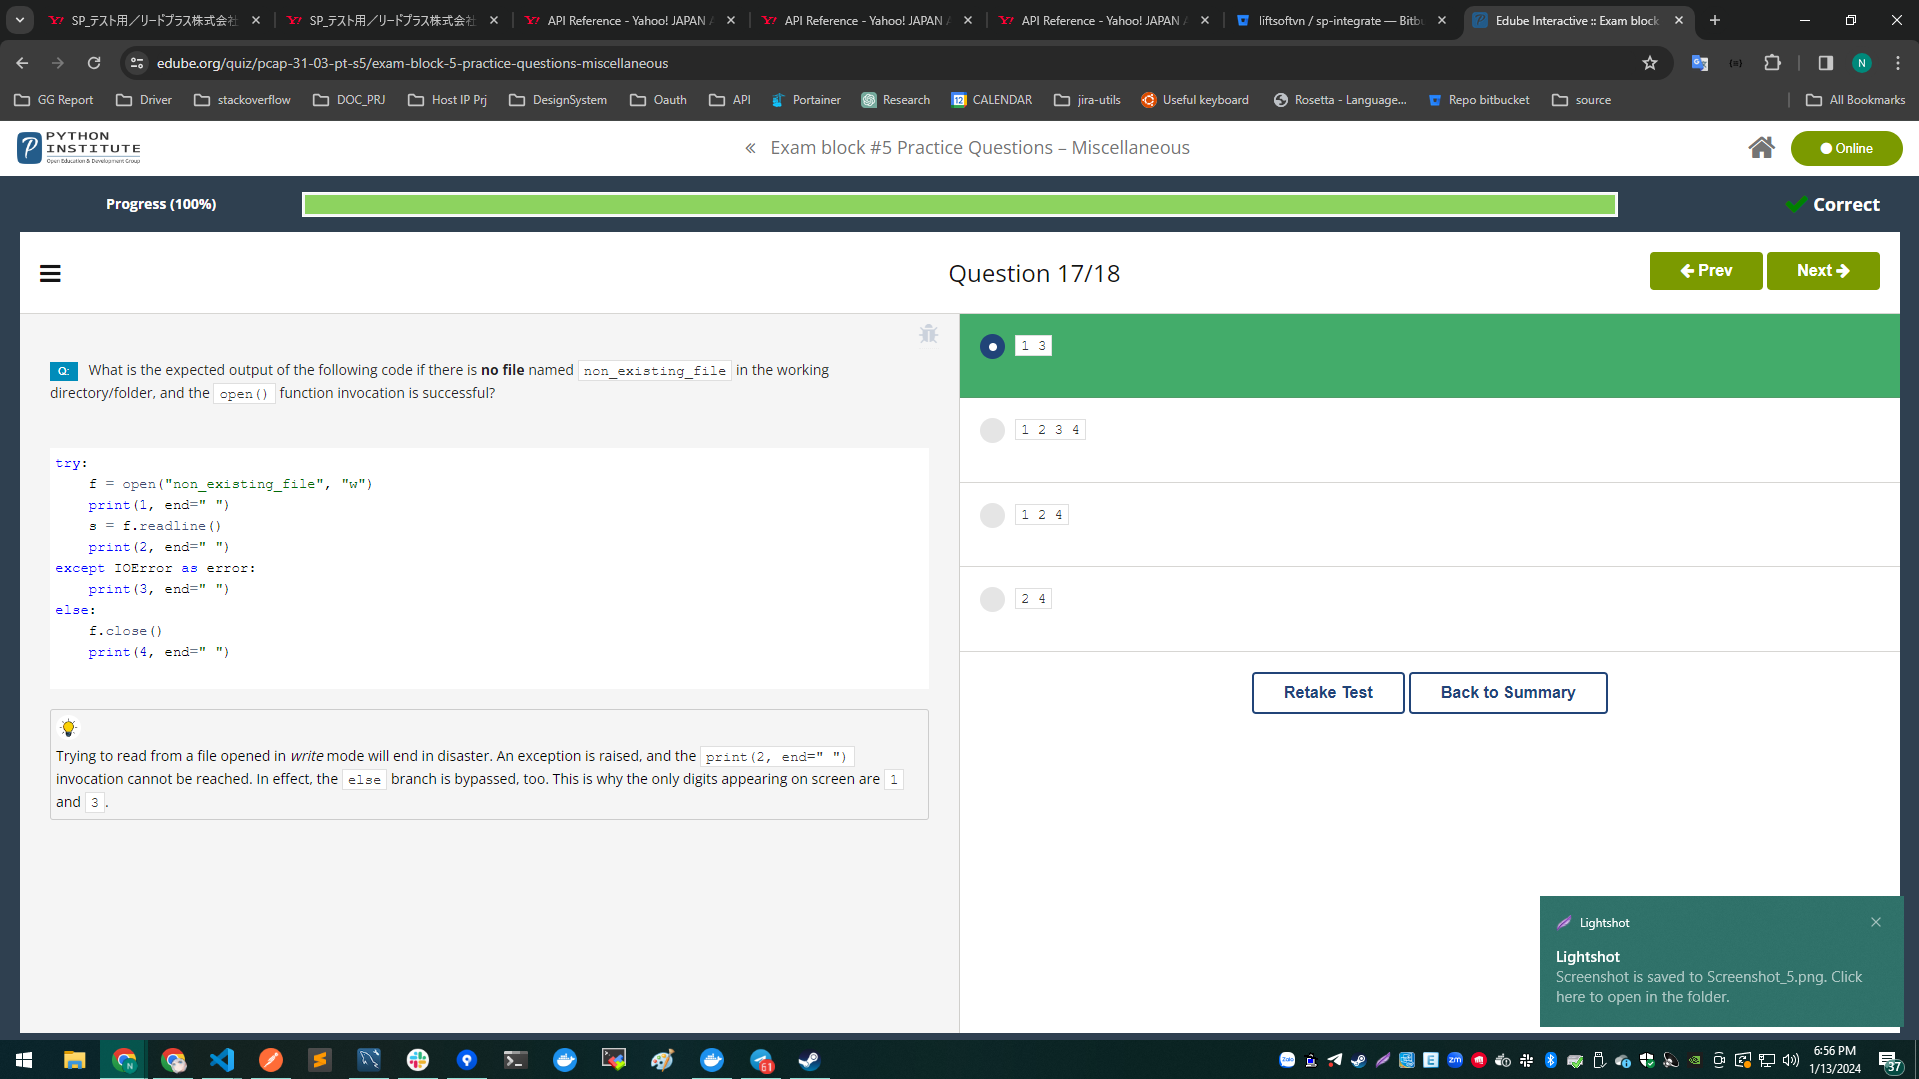 SP_テスト用／リードプラス株式会社
SP_テスト用／リードプラス株式会社
API Reference - Yahoo! JAPAN A
API Reference - Yahoo! JAPAN A
API Reference - Yahoo! JAPAN A
liftsoftvn / sp-integrate — Bitbu
Edube Interactive :: Exam block
edube.org/quiz/pcap-31-03-pt-s5/exam-block-5-practice-questions-miscellaneous
N
GG Report
Driver
stackoverflow
DOC_PRJ
Host IP Prj
DesignSystem
Oauth
API
Portainer
Research
CALENDAR
jira-utils
Useful keyboard
Rosetta - Language...
Repo bitbucket
source
All Bookmarks
PYTHON
INSTITUTE
Open Education & Development Group
« Exam block #5 Practice Questions – Miscellaneous
Online
Progress (100%)
Correct
Question 17/18
Prev
Next
Q: What is the expected output of the following code if there is no file named non_existing_file in the working
directory/folder, and the open() function invocation is successful?
try:
    f = open("non_existing_file", "w")
    print(1, end=" ")
    s = f.readline()
    print(2, end=" ")
except IOError as error:
    print(3, end=" ")
else:
    f.close()
    print(4, end=" ")
Trying to read from a file opened in write mode will end in disaster. An exception is raised, and the print(2, end=" ")
invocation cannot be reached. In effect, the else branch is bypassed, too. This is why the only digits appearing on screen are 1
and 3.
1 3
1 2 3 4
1 2 4
2 4
Retake Test
Back to Summary
Lightshot
Lightshot
Screenshot is saved to Screenshot_5.png. Click
here to open in the folder.
6:56 PM
1/13/2024
37